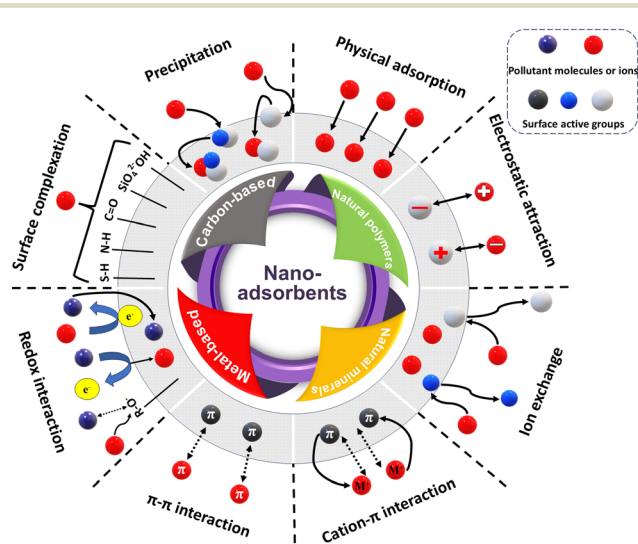 Precipitation
Physical adsorption
Pollutant molecules or ions
Surface active groups
Surface complexation
SiO₄²⁻OH
C=O
N-H
S-H
Electrostatic attraction
−
+
+
−
Carbon-based
Natural polymers
Nano-
adsorbents
Metal-based
Natural minerals
Redox interaction
e⁻
e⁻
Ion exchange
π
π
π
π
π
π
M⁺
M⁺
π-π interaction
Cation-π interaction